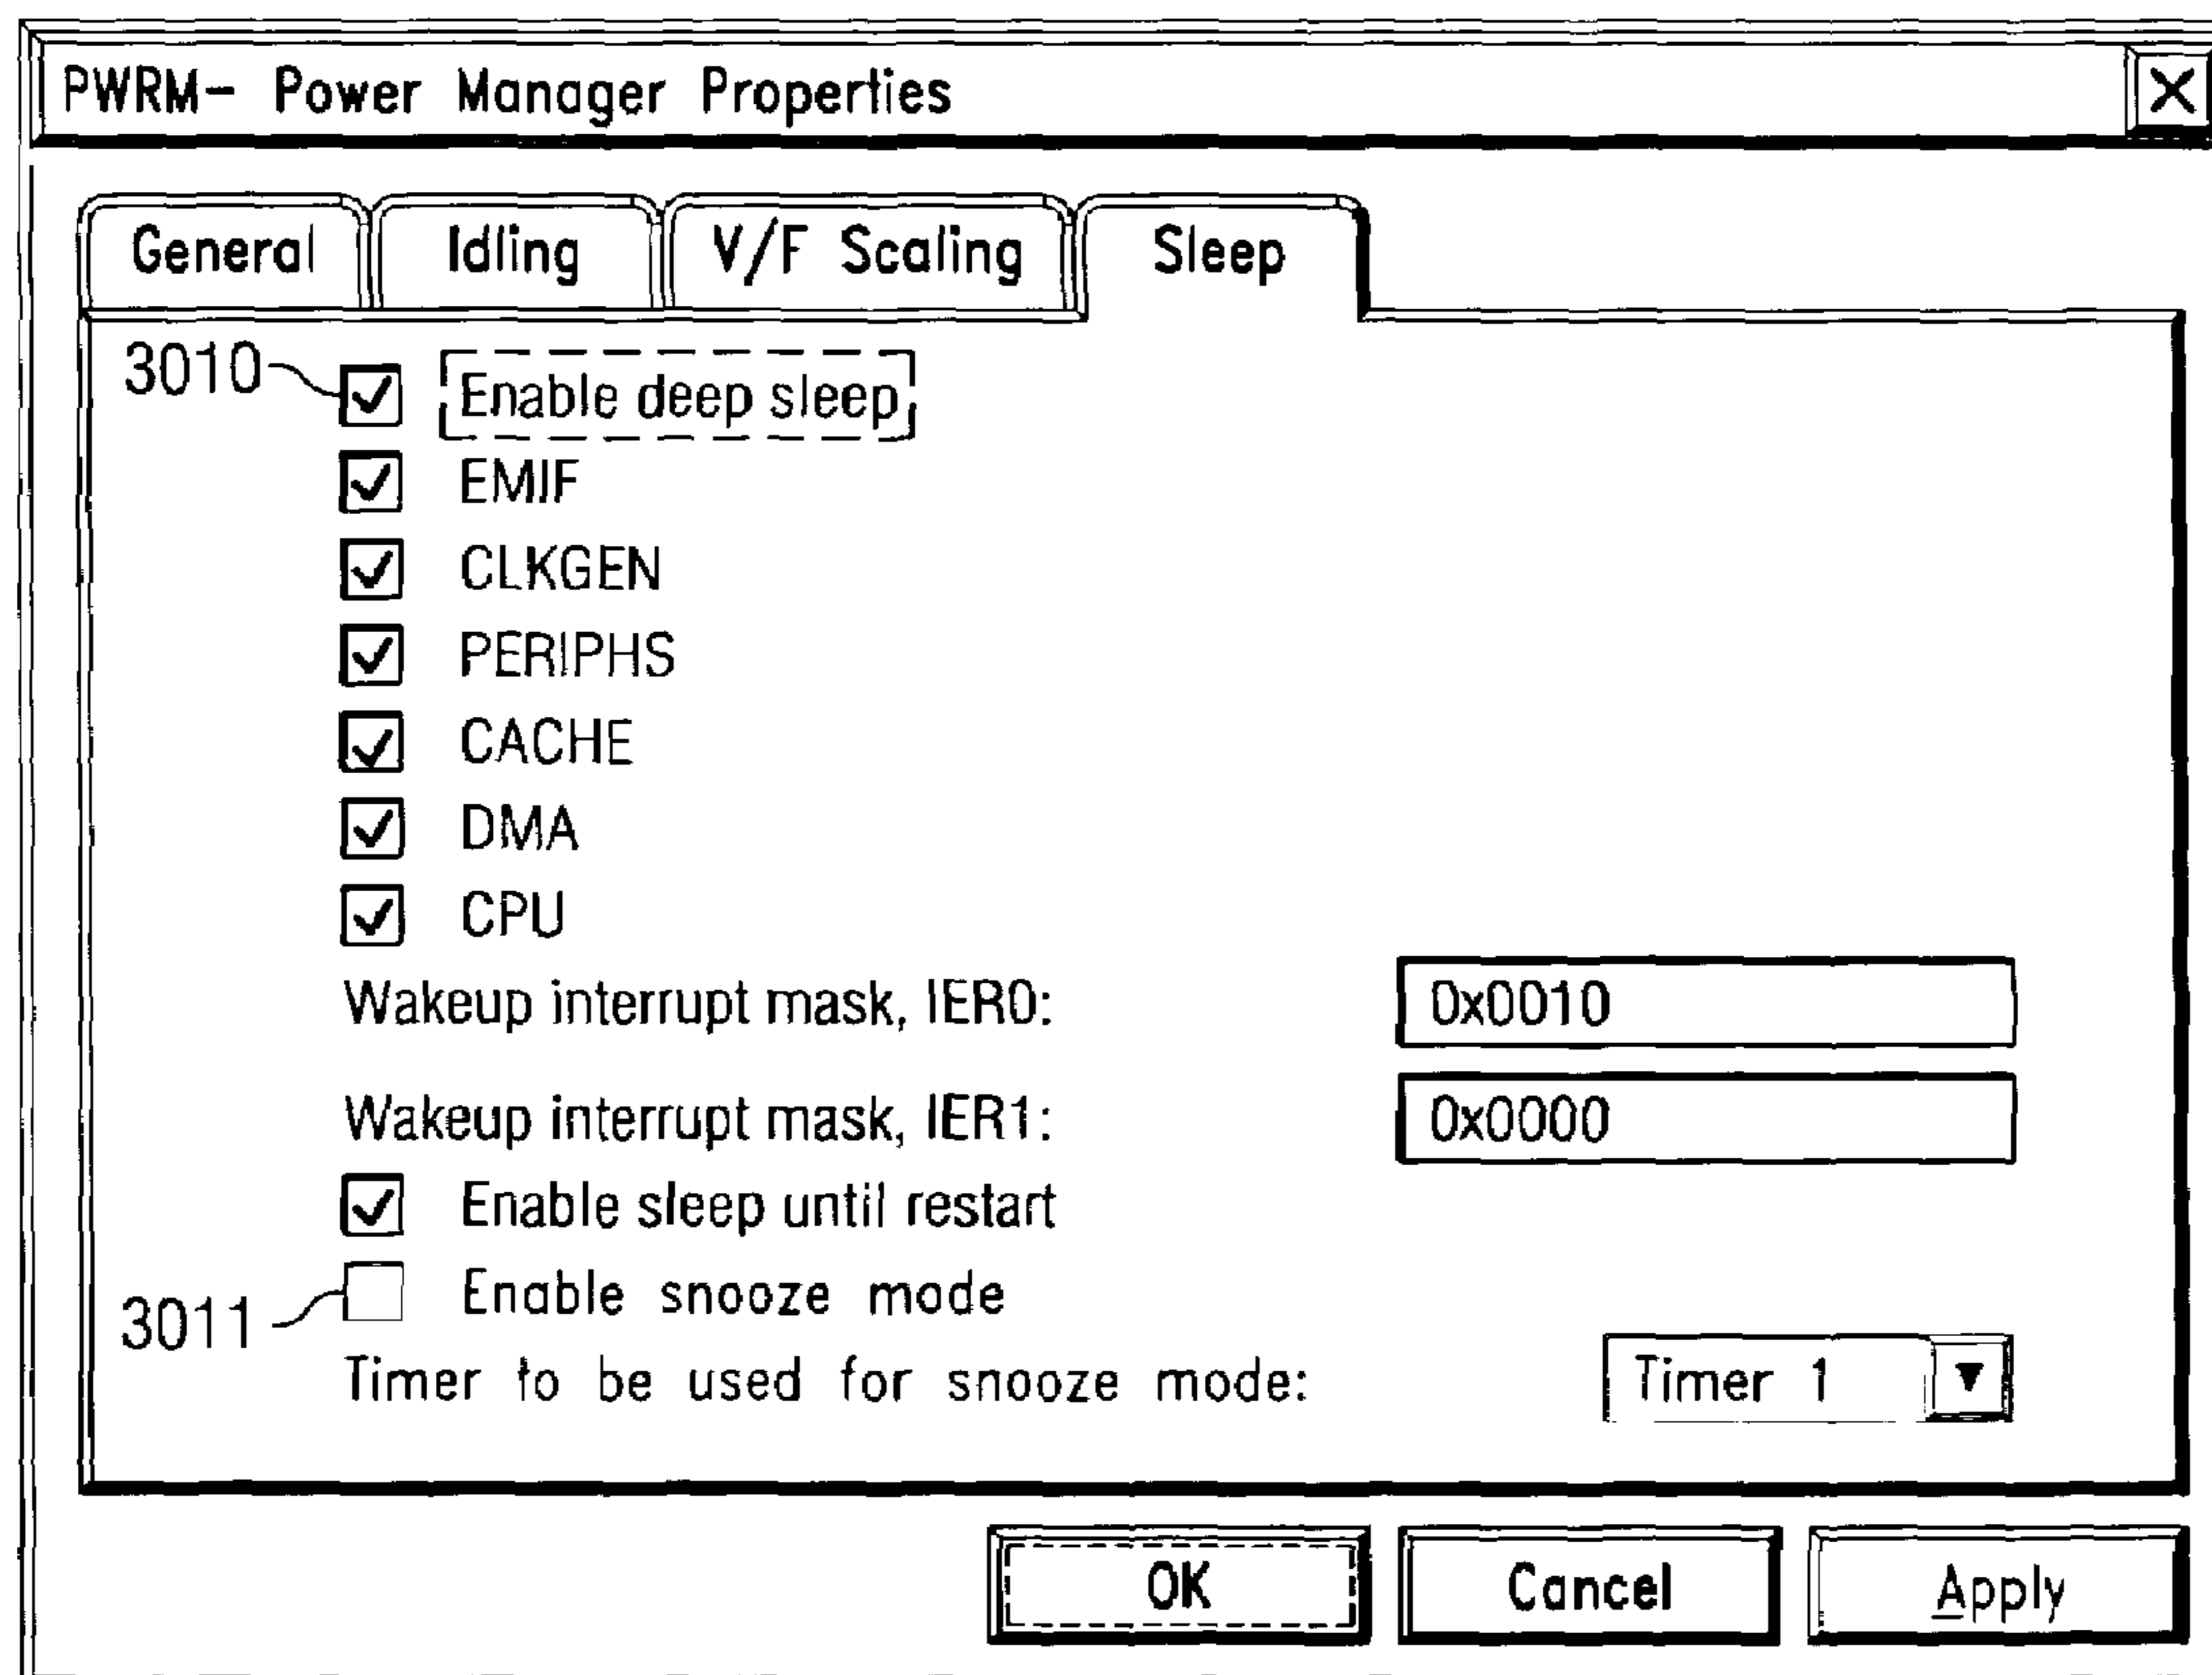 PWRM- Power Manager Properties X
General Idling V/F Scaling Sleep
3010 Enable deep sleep
EMIF
CLKGEN
PERIPHS
CACHE
DMA
CPU
Wakeup interrupt mask, IER0: 0x0010
Wakeup interrupt mask, IER1: 0x0000
Enable sleep until restart
3011 Enable snooze mode
Timer to be used for snooze mode: Timer 1
OK Cancel Apply